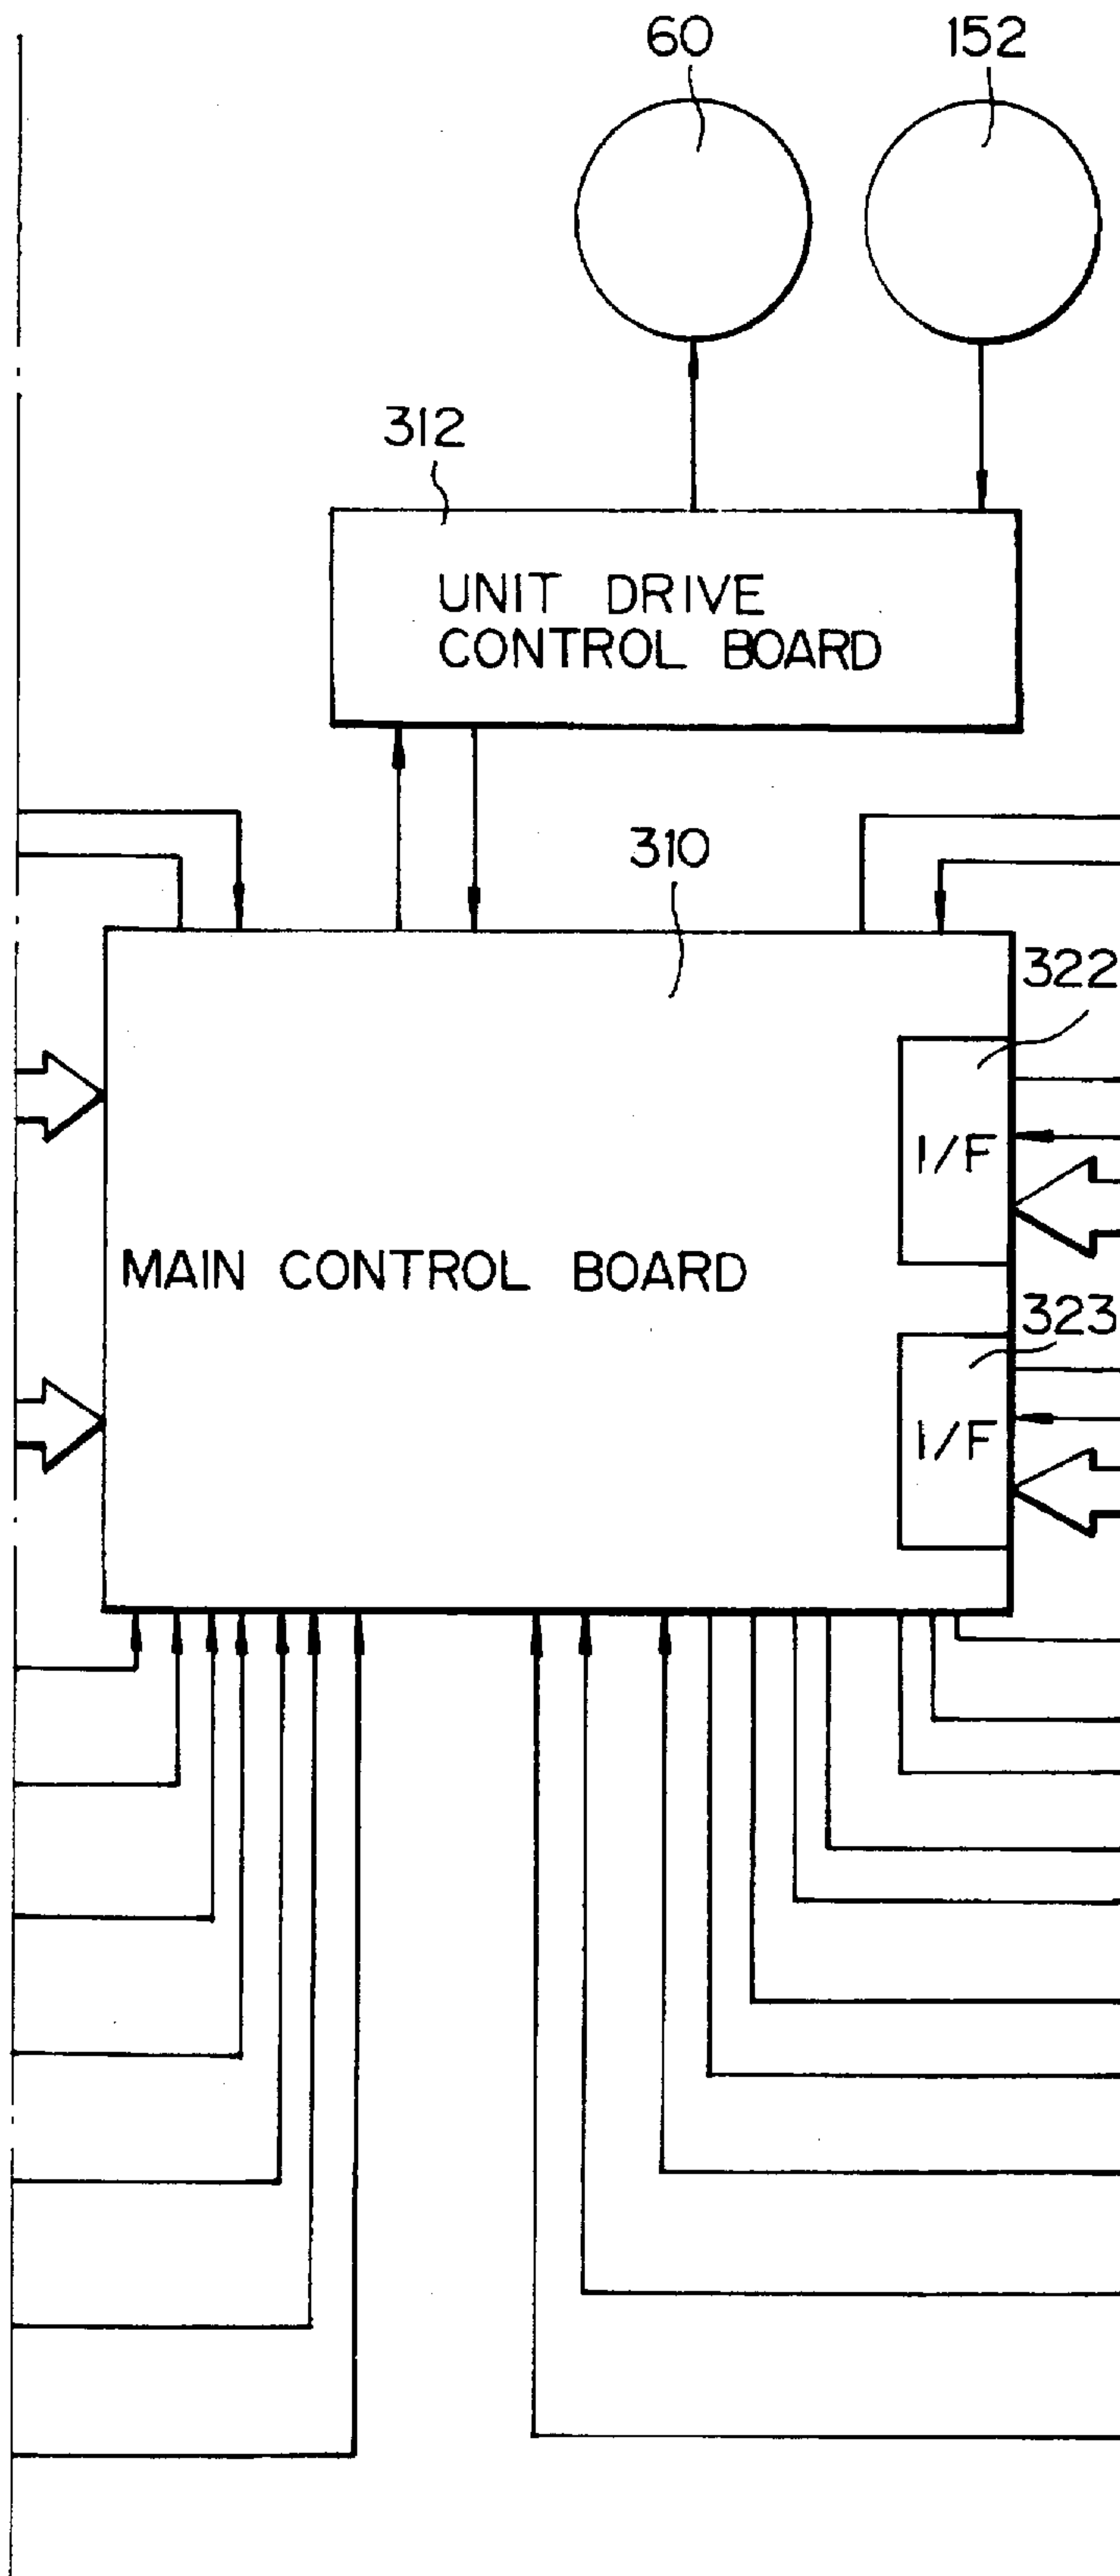 60
152
312
UNIT DRIVE
CONTROL BOARD
310
322
I/F
MAIN CONTROL BOARD
323
I/F